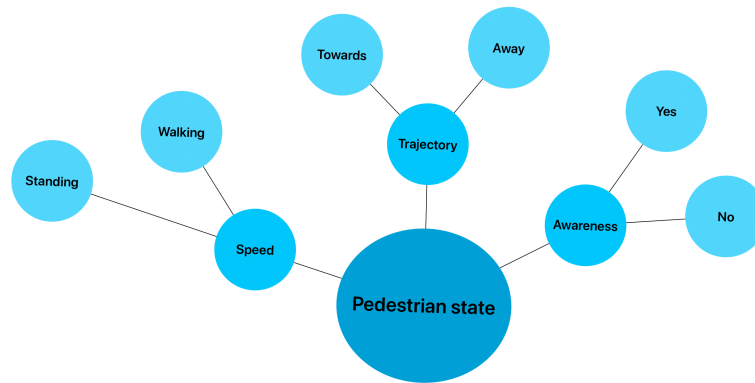 Towards
Away
Walking
Yes
Trajectory
Standing
No
Awareness
Speed
Pedestrian state